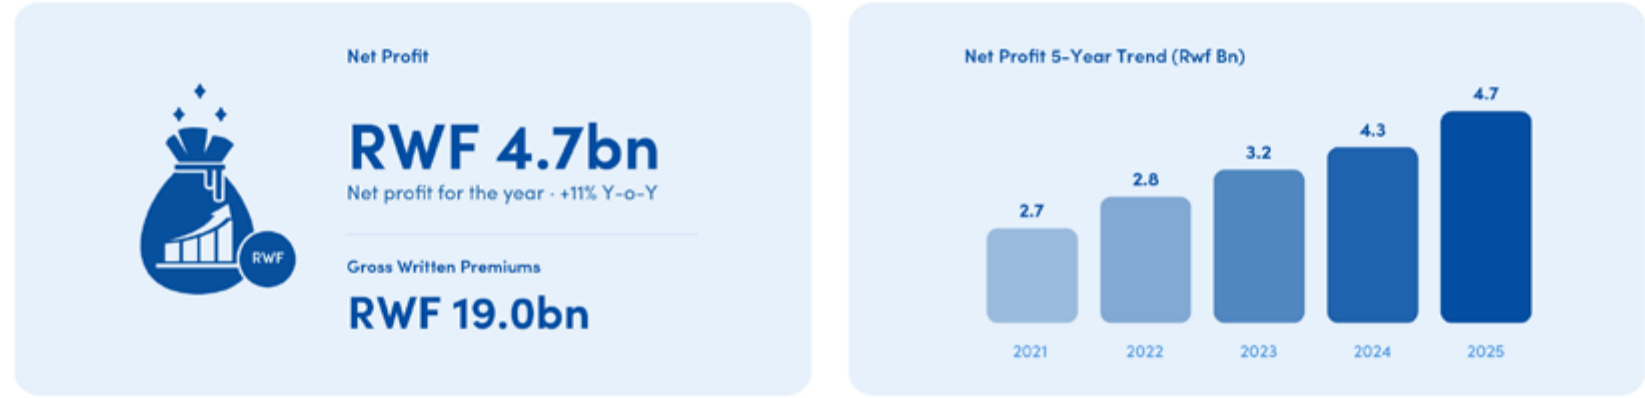 Net Profit
RWF 4.7bn
Net profit for the year · +11% Y-o-Y
RWF
Gross Written Premiums
RWF 19.0bn
Net Profit 5-Year Trend (Rwf Bn)
2.7
2.8
3.2
4.3
4.7
2021
2022
2023
2024
2025